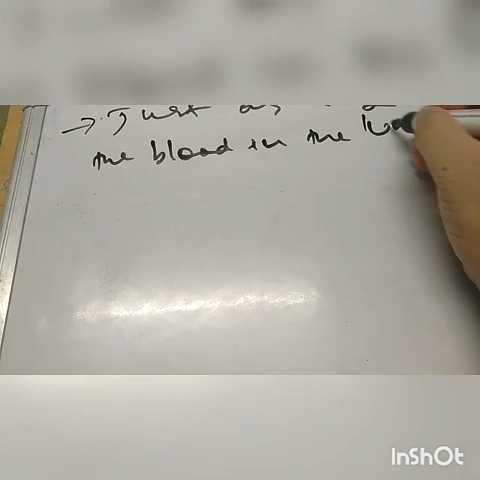 → Just as
the blood in the
InShOt